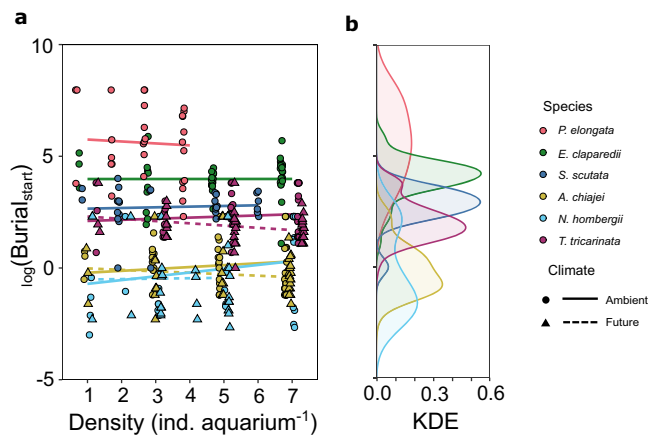 a
b
10
5
0
-5
log(Burial_start)
1 2 3 4 5 6 7
Density (ind. aquarium⁻¹)
0.0 0.3 0.6
KDE
Species
P. elongata
E. claparedii
S. scutata
A. chiajei
N. hombergii
T. tricarinata
Climate
Ambient
Future